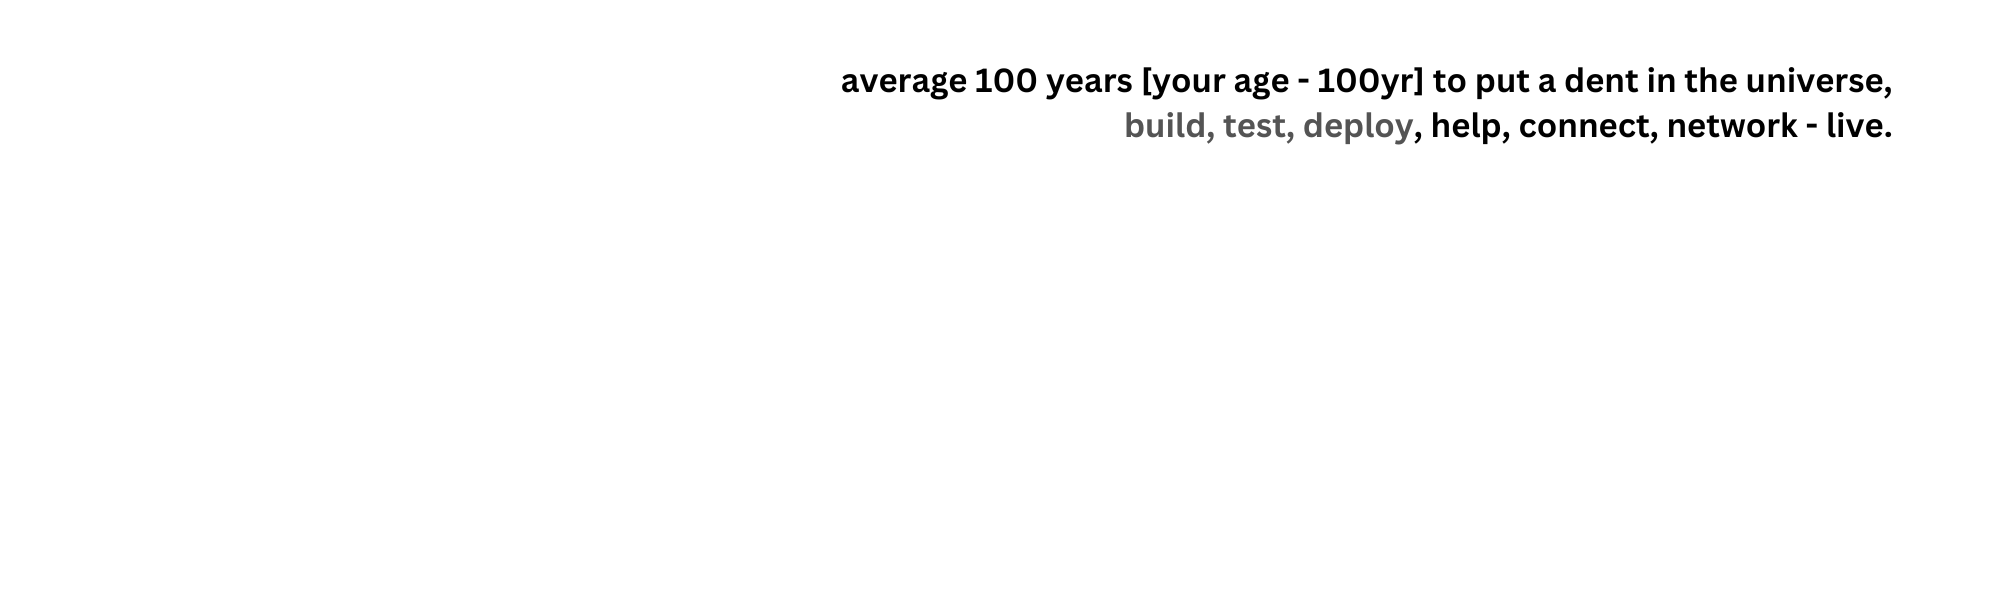 average 100 years [your age - 100yr] to put a dent in the universe,
build, test, deploy, help, connect, network - live.